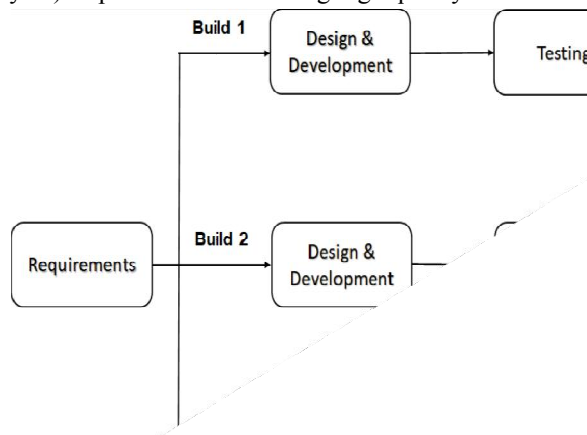 Build 1
Design &
Development
Testing
Build 2
Requirements
Design &
Development